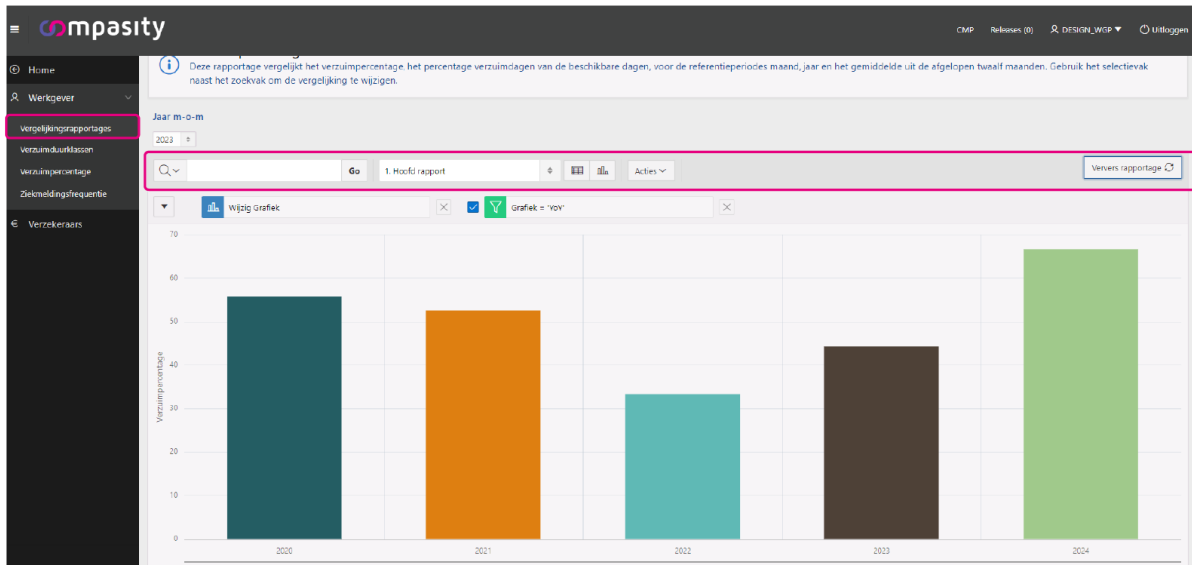 compasity
CMP Releases (0) DESIGN_WGP Uitloggen
Home
Werkgever
Vergelijkingsrapportages
Verzuimduurklassen
Verzuimpercentage
Ziekmeldingsfrequentie
€ Verzekeraars
Deze rapportage vergelijkt het verzuimpercentage, het percentage verzuimdagen van de beschikbare dagen, voor de referentieperiodes maand, jaar en het gemiddelde uit de afgelopen twaalf maanden. Gebruik het selectievak
naast het zoekvak om de vergelijking te wijzigen.
Jaar m-o-m
2023
Go 1. Hoofd rapport Acties Ververs rapportage
Wijzig Grafiek Grafiek = 'YoY'
70
60
50
40
30
20
10
0
Verzuimpercentage
2020 2021 2022 2023 2024